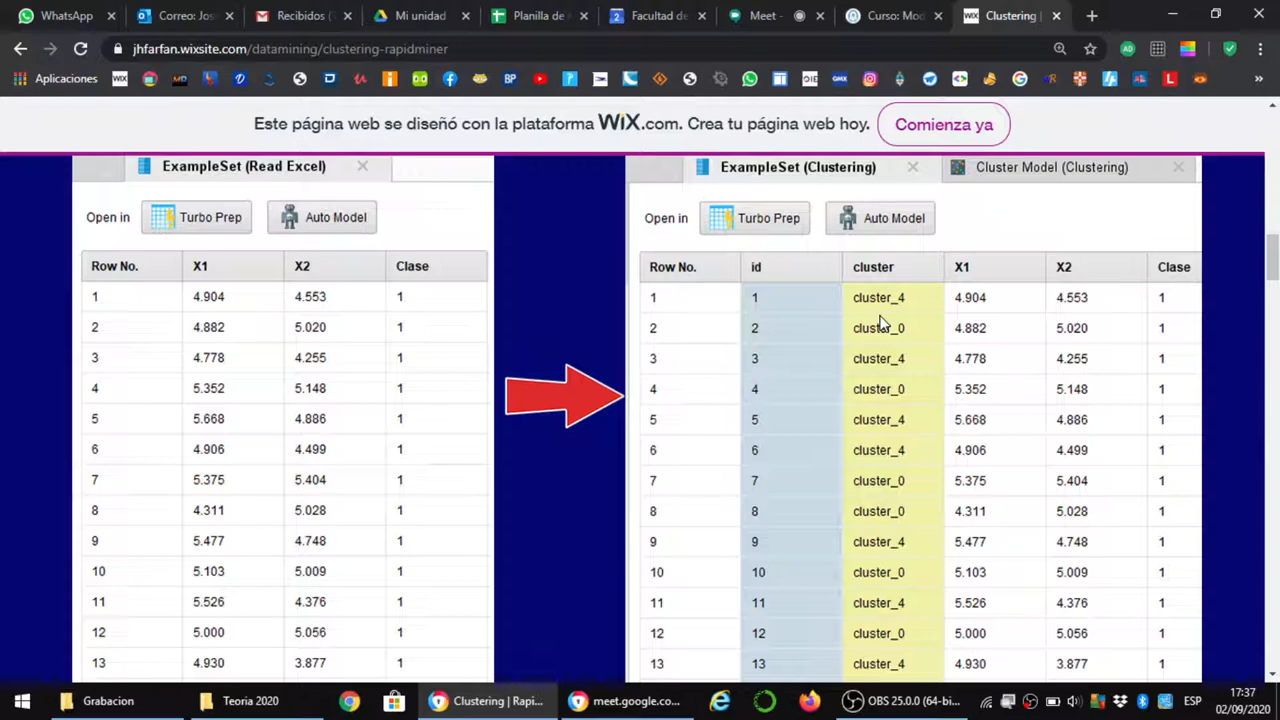 WhatsApp
Correo: Jos
Recibidos (
Mi unidad
Planilla de
Facultad de
Meet -
Curso: Mod
WiX
Clustering |
jhfarfan.wixsite.com/datamining/clustering-rapidminer
Aplicaciones
Este página web se diseñó con la plataforma WiX.com. Crea tu página web hoy.
Comienza ya
ExampleSet (Read Excel)
Open in
Turbo Prep
Auto Model
Row No. X1 X2 Clase
1 4.904 4.553 1
2 4.882 5.020 1
3 4.778 4.255 1
4 5.352 5.148 1
5 5.668 4.886 1
6 4.906 4.499 1
7 5.375 5.404 1
8 4.311 5.028 1
9 5.477 4.748 1
10 5.103 5.009 1
11 5.526 4.376 1
12 5.000 5.056 1
13 4.930 3.877 1
ExampleSet (Clustering)
Cluster Model (Clustering)
Open in
Turbo Prep
Auto Model
Row No. id cluster X1 X2 Clase
1 1 cluster_4 4.904 4.553 1
2 2 cluster_0 4.882 5.020 1
3 3 cluster_4 4.778 4.255 1
4 4 cluster_0 5.352 5.148 1
5 5 cluster_4 5.668 4.886 1
6 6 cluster_4 4.906 4.499 1
7 7 cluster_0 5.375 5.404 1
8 8 cluster_0 4.311 5.028 1
9 9 cluster_4 5.477 4.748 1
10 10 cluster_0 5.103 5.009 1
11 11 cluster_4 5.526 4.376 1
12 12 cluster_0 5.000 5.056 1
13 13 cluster_4 4.930 3.877 1
Grabacion
Teoria 2020
Clustering | Rapi...
meet.google.co...
OBS 25.0.0 (64-bi...
ESP
17:37
02/09/2020